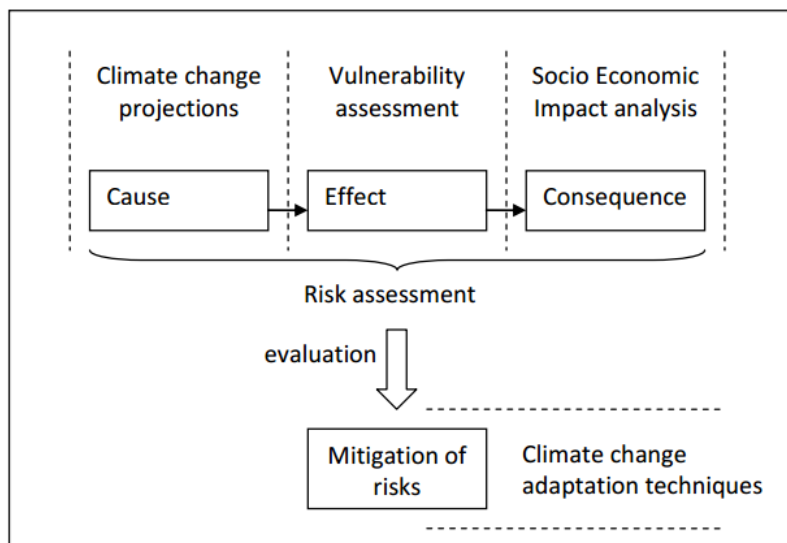 Climate change
projections
Vulnerability
assessment
Socio Economic
Impact analysis
Cause
Effect
Consequence
Risk assessment
evaluation
Mitigation of
risks
Climate change
adaptation techniques